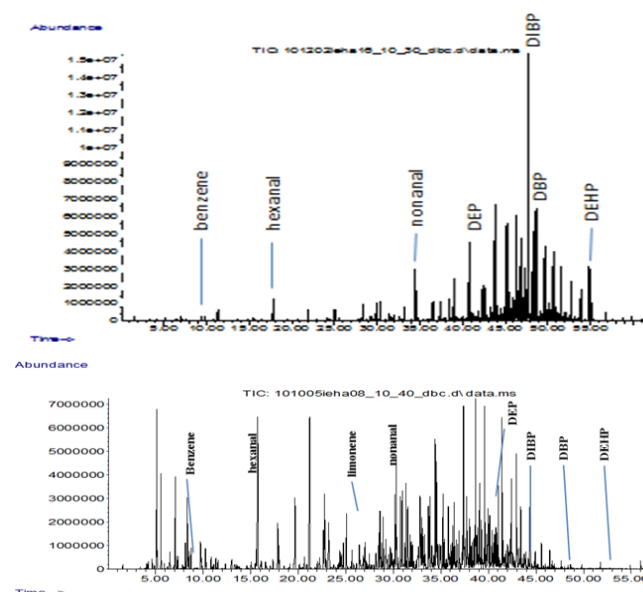 Abundance
TIC: 101202ieha16_10_30_dbc.d\data.ms
DIBP
1.5e+07
1.4e+07
1.3e+07
1.2e+07
1.1e+07
1e+07
9000000
8000000
7000000
6000000
5000000
4000000
3000000
2000000
1000000
0
benzene
hexanal
nonanal
DEP
DBP
DEHP
5.00 10.00 15.00 20.00 25.00 30.00 35.00 40.00 45.00 50.00 55.00
Time->
Abundance
TIC: 101005ieha08_10_40_dbc.d\data.ms
7000000
6000000
5000000
4000000
3000000
2000000
1000000
0
Benzene
hexanal
limonene
nonanal
DEP
DIBP
DBP
DEHP
5.00 10.00 15.00 20.00 25.00 30.00 35.00 40.00 45.00 50.00 55.00